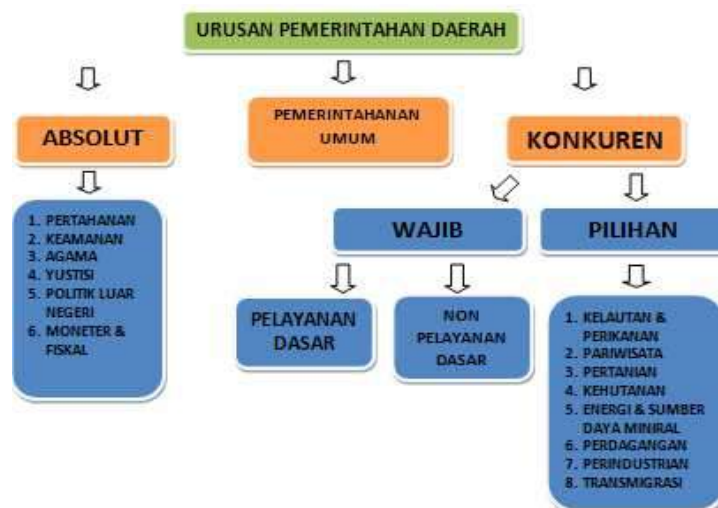 URUSAN PEMERINTAHAN DAERAH
ABSOLUT
PEMERINTAHANAN
UMUM
KONKUREN
1. PERTAHANAN
2. KEAMANAN
3. AGAMA
4. YUSTISI
5. POLITIK LUAR
NEGERI
6. MONETER &
FISKAL
WAJIB
PILIHAN
PELAYANAN
DASAR
NON
PELAYANAN
DASAR
1. KELAUTAN &
PERIKANAN
2. PARIWISATA
3. PERTANIAN
4. KEHUTANAN
5. ENERGI & SUMBER
DAYA MINIRAL
6. PERDAGANGAN
7. PERINDUSTRIAN
8. TRANSMIGRASI